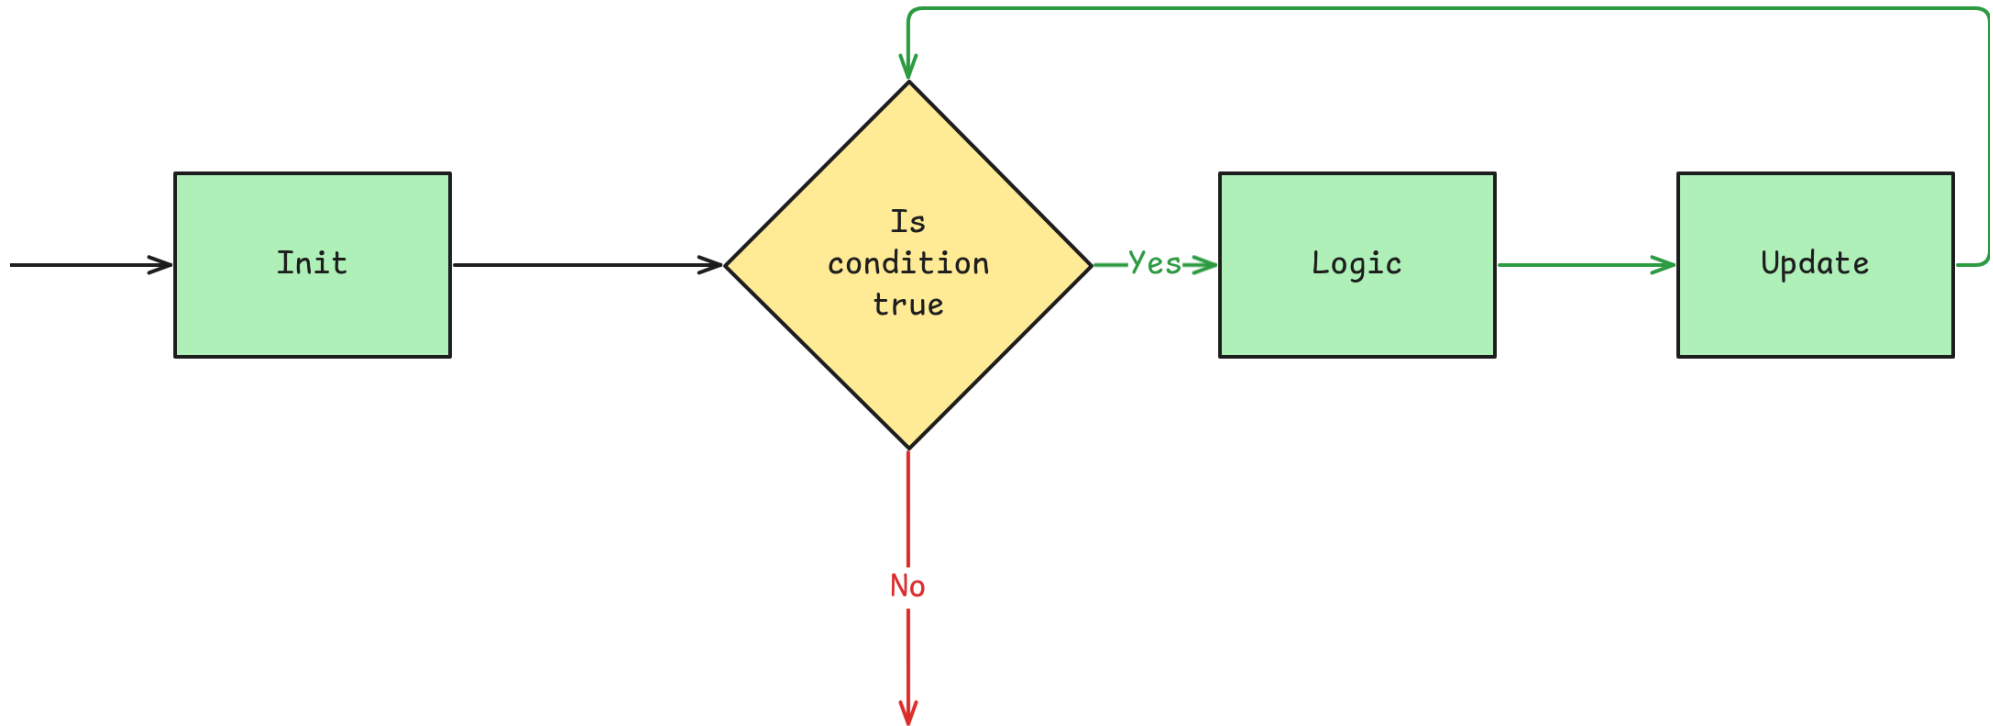 Init
Is
condition
true
Yes
Logic
Update
No